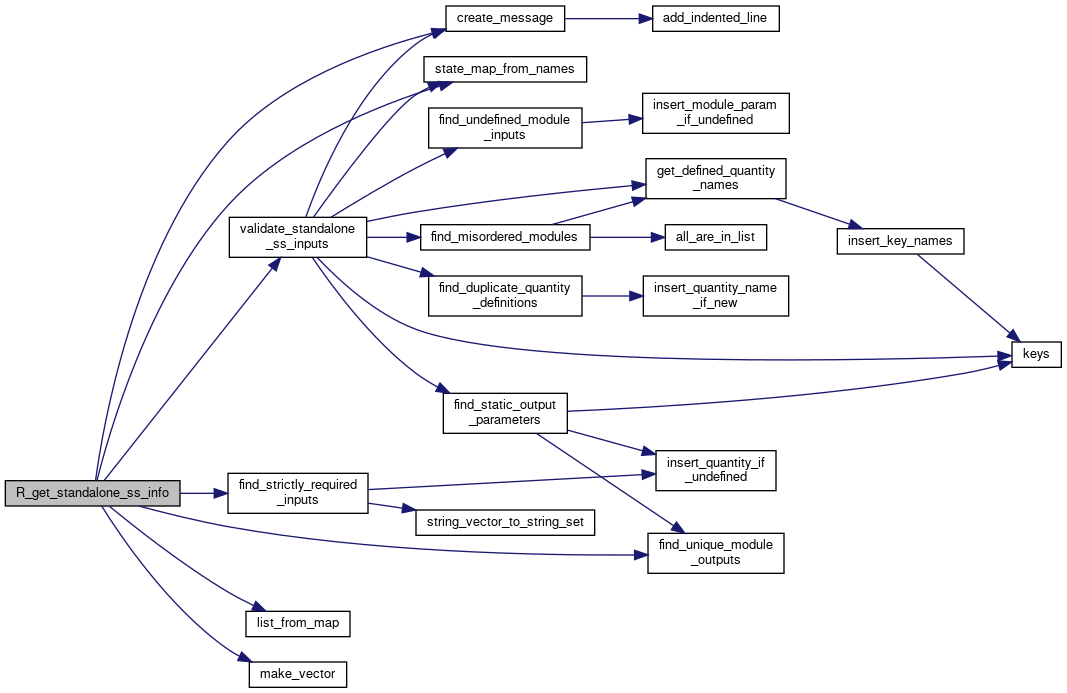 create_message
add_indented_line
state_map_from_names
find_undefined_module
_inputs
insert_module_param
_if_undefined
get_defined_quantity
_names
validate_standalone
_ss_inputs
find_misordered_modules
all_are_in_list
insert_key_names
find_duplicate_quantity
_definitions
insert_quantity_name
_if_new
keys
find_static_output
_parameters
insert_quantity_if
_undefined
R_get_standalone_ss_info
find_strictly_required
_inputs
string_vector_to_string_set
find_unique_module
_outputs
list_from_map
make_vector